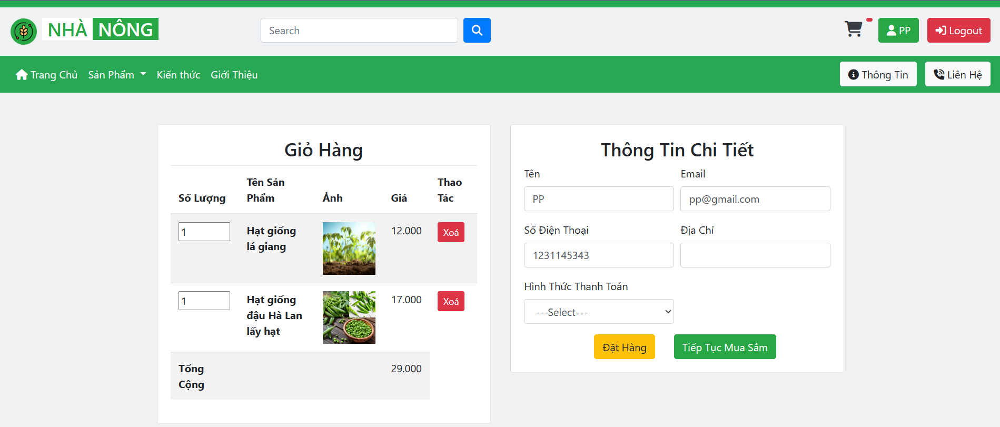 NHÀ NÔNG
Search
PP
Logout
Trang Chủ
Sản Phẩm
Kiến thức
Giới Thiệu
Thông Tin
Liên Hệ
Giỏ Hàng
Số Lượng
Tên Sản
Phẩm
Ảnh
Giá
Thao
Tác
1
Hạt giống
lá giang
12.000
Xoá
1
Hạt giống
đậu Hà Lan
lấy hạt
17.000
Xoá
Tổng
Cộng
29.000
Thông Tin Chi Tiết
Tên
Email
PP
pp@gmail.com
Số Điện Thoại
Địa Chỉ
1231145343
Hình Thức Thanh Toán
---Select---
Đặt Hàng
Tiếp Tục Mua Sắm